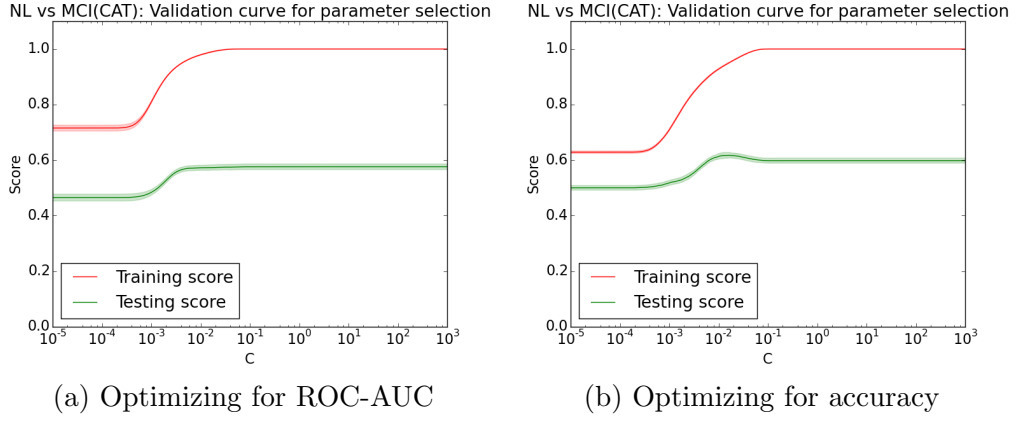 NL vs MCI(CAT): Validation curve for parameter selection
1.0
0.8
0.6
0.4
0.2
0.0
Score
Training score
Testing score
10^-5 10^-4 10^-3 10^-2 10^-1 10^0 10^1 10^2 10^3
C
(a) Optimizing for ROC-AUC
NL vs MCI(CAT): Validation curve for parameter selection
1.0
0.8
0.6
0.4
0.2
0.0
Score
Training score
Testing score
10^-5 10^-4 10^-3 10^-2 10^-1 10^0 10^1 10^2 10^3
C
(b) Optimizing for accuracy